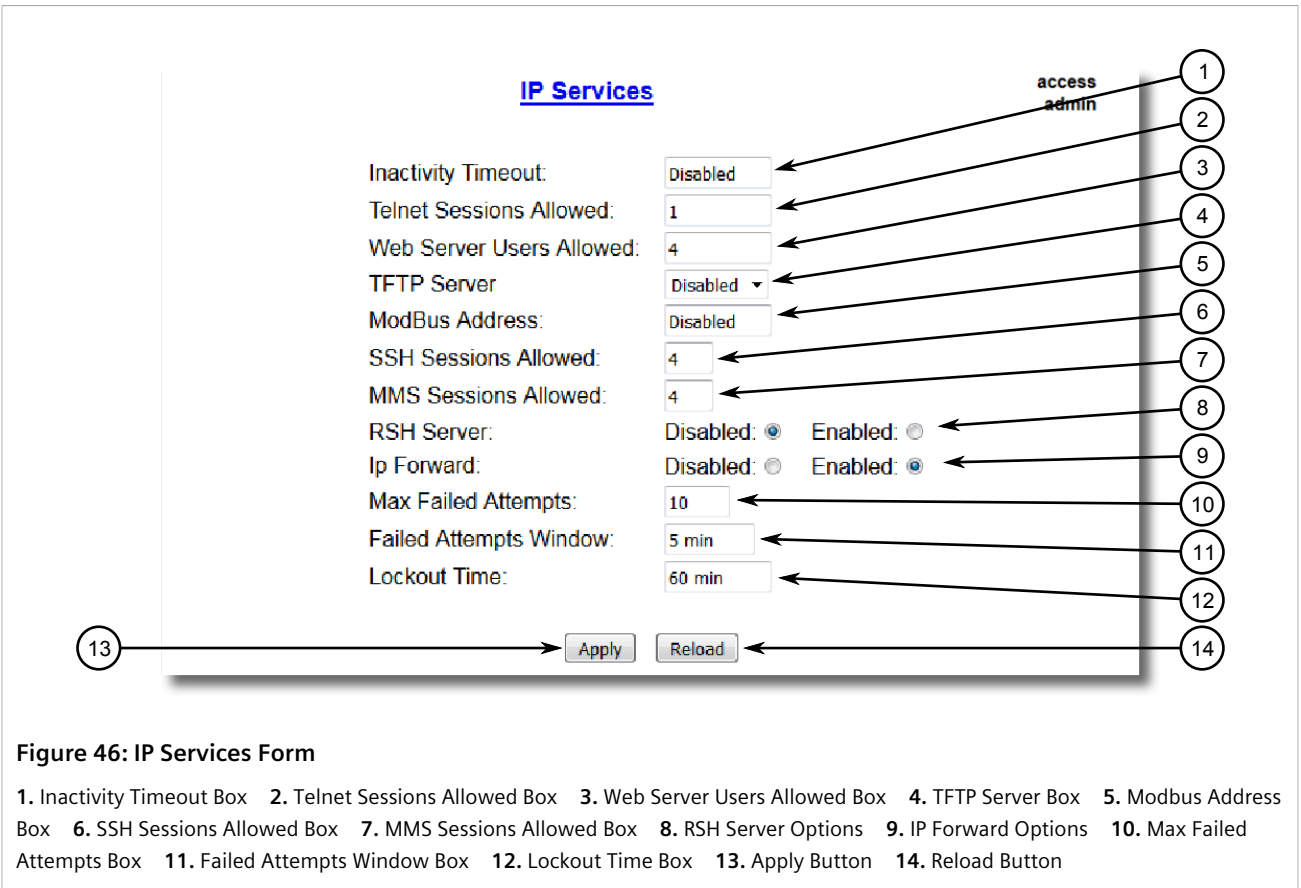 IP Services
access
admin
1
2
3
4
5
6
7
8
9
10
11
12
13
14
Inactivity Timeout: Disabled
Telnet Sessions Allowed: 1
Web Server Users Allowed: 4
TFTP Server Disabled
ModBus Address: Disabled
SSH Sessions Allowed: 4
MMS Sessions Allowed: 4
RSH Server: Disabled: Enabled:
Ip Forward: Disabled: Enabled:
Max Failed Attempts: 10
Failed Attempts Window: 5 min
Lockout Time: 60 min
Apply Reload
Figure 46: IP Services Form
1. Inactivity Timeout Box 2. Telnet Sessions Allowed Box 3. Web Server Users Allowed Box 4. TFTP Server Box 5. Modbus Address
Box 6. SSH Sessions Allowed Box 7. MMS Sessions Allowed Box 8. RSH Server Options 9. IP Forward Options 10. Max Failed
Attempts Box 11. Failed Attempts Window Box 12. Lockout Time Box 13. Apply Button 14. Reload Button